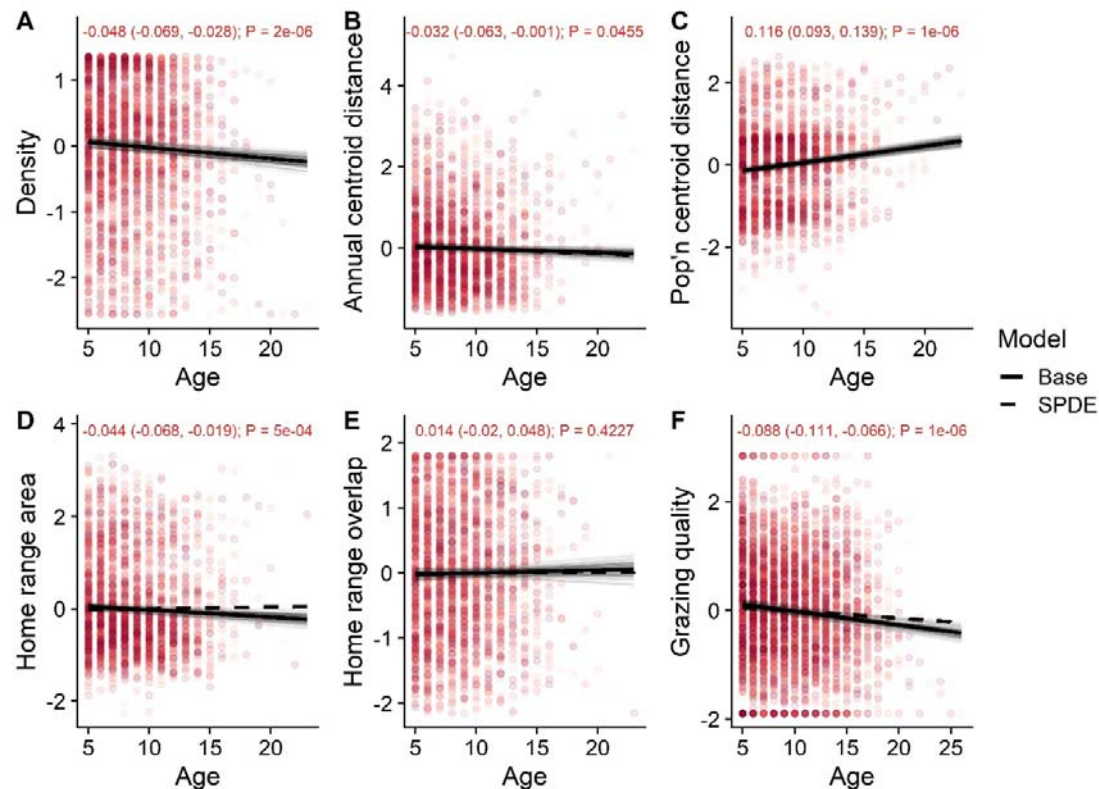 A
-0.048 (-0.069, -0.028); P = 2e-06
Density
1
0
-1
-2
5 10 15 20
Age
B
-0.032 (-0.063, -0.001); P = 0.0455
Annual centroid distance
4
2
0
5 10 15 20
Age
C
0.116 (0.093, 0.139); P = 1e-06
Pop'n centroid distance
2
0
-2
5 10 15 20
Age
Model
Base
SPDE
D
-0.044 (-0.068, -0.019); P = 5e-04
Home range area
4
2
0
-2
5 10 15 20
Age
E
0.014 (-0.02, 0.048); P = 0.4227
Home range overlap
2
1
0
-1
-2
5 10 15 20
Age
F
-0.088 (-0.111, -0.066); P = 1e-06
Grazing quality
2
0
-2
5 10 15 20 25
Age